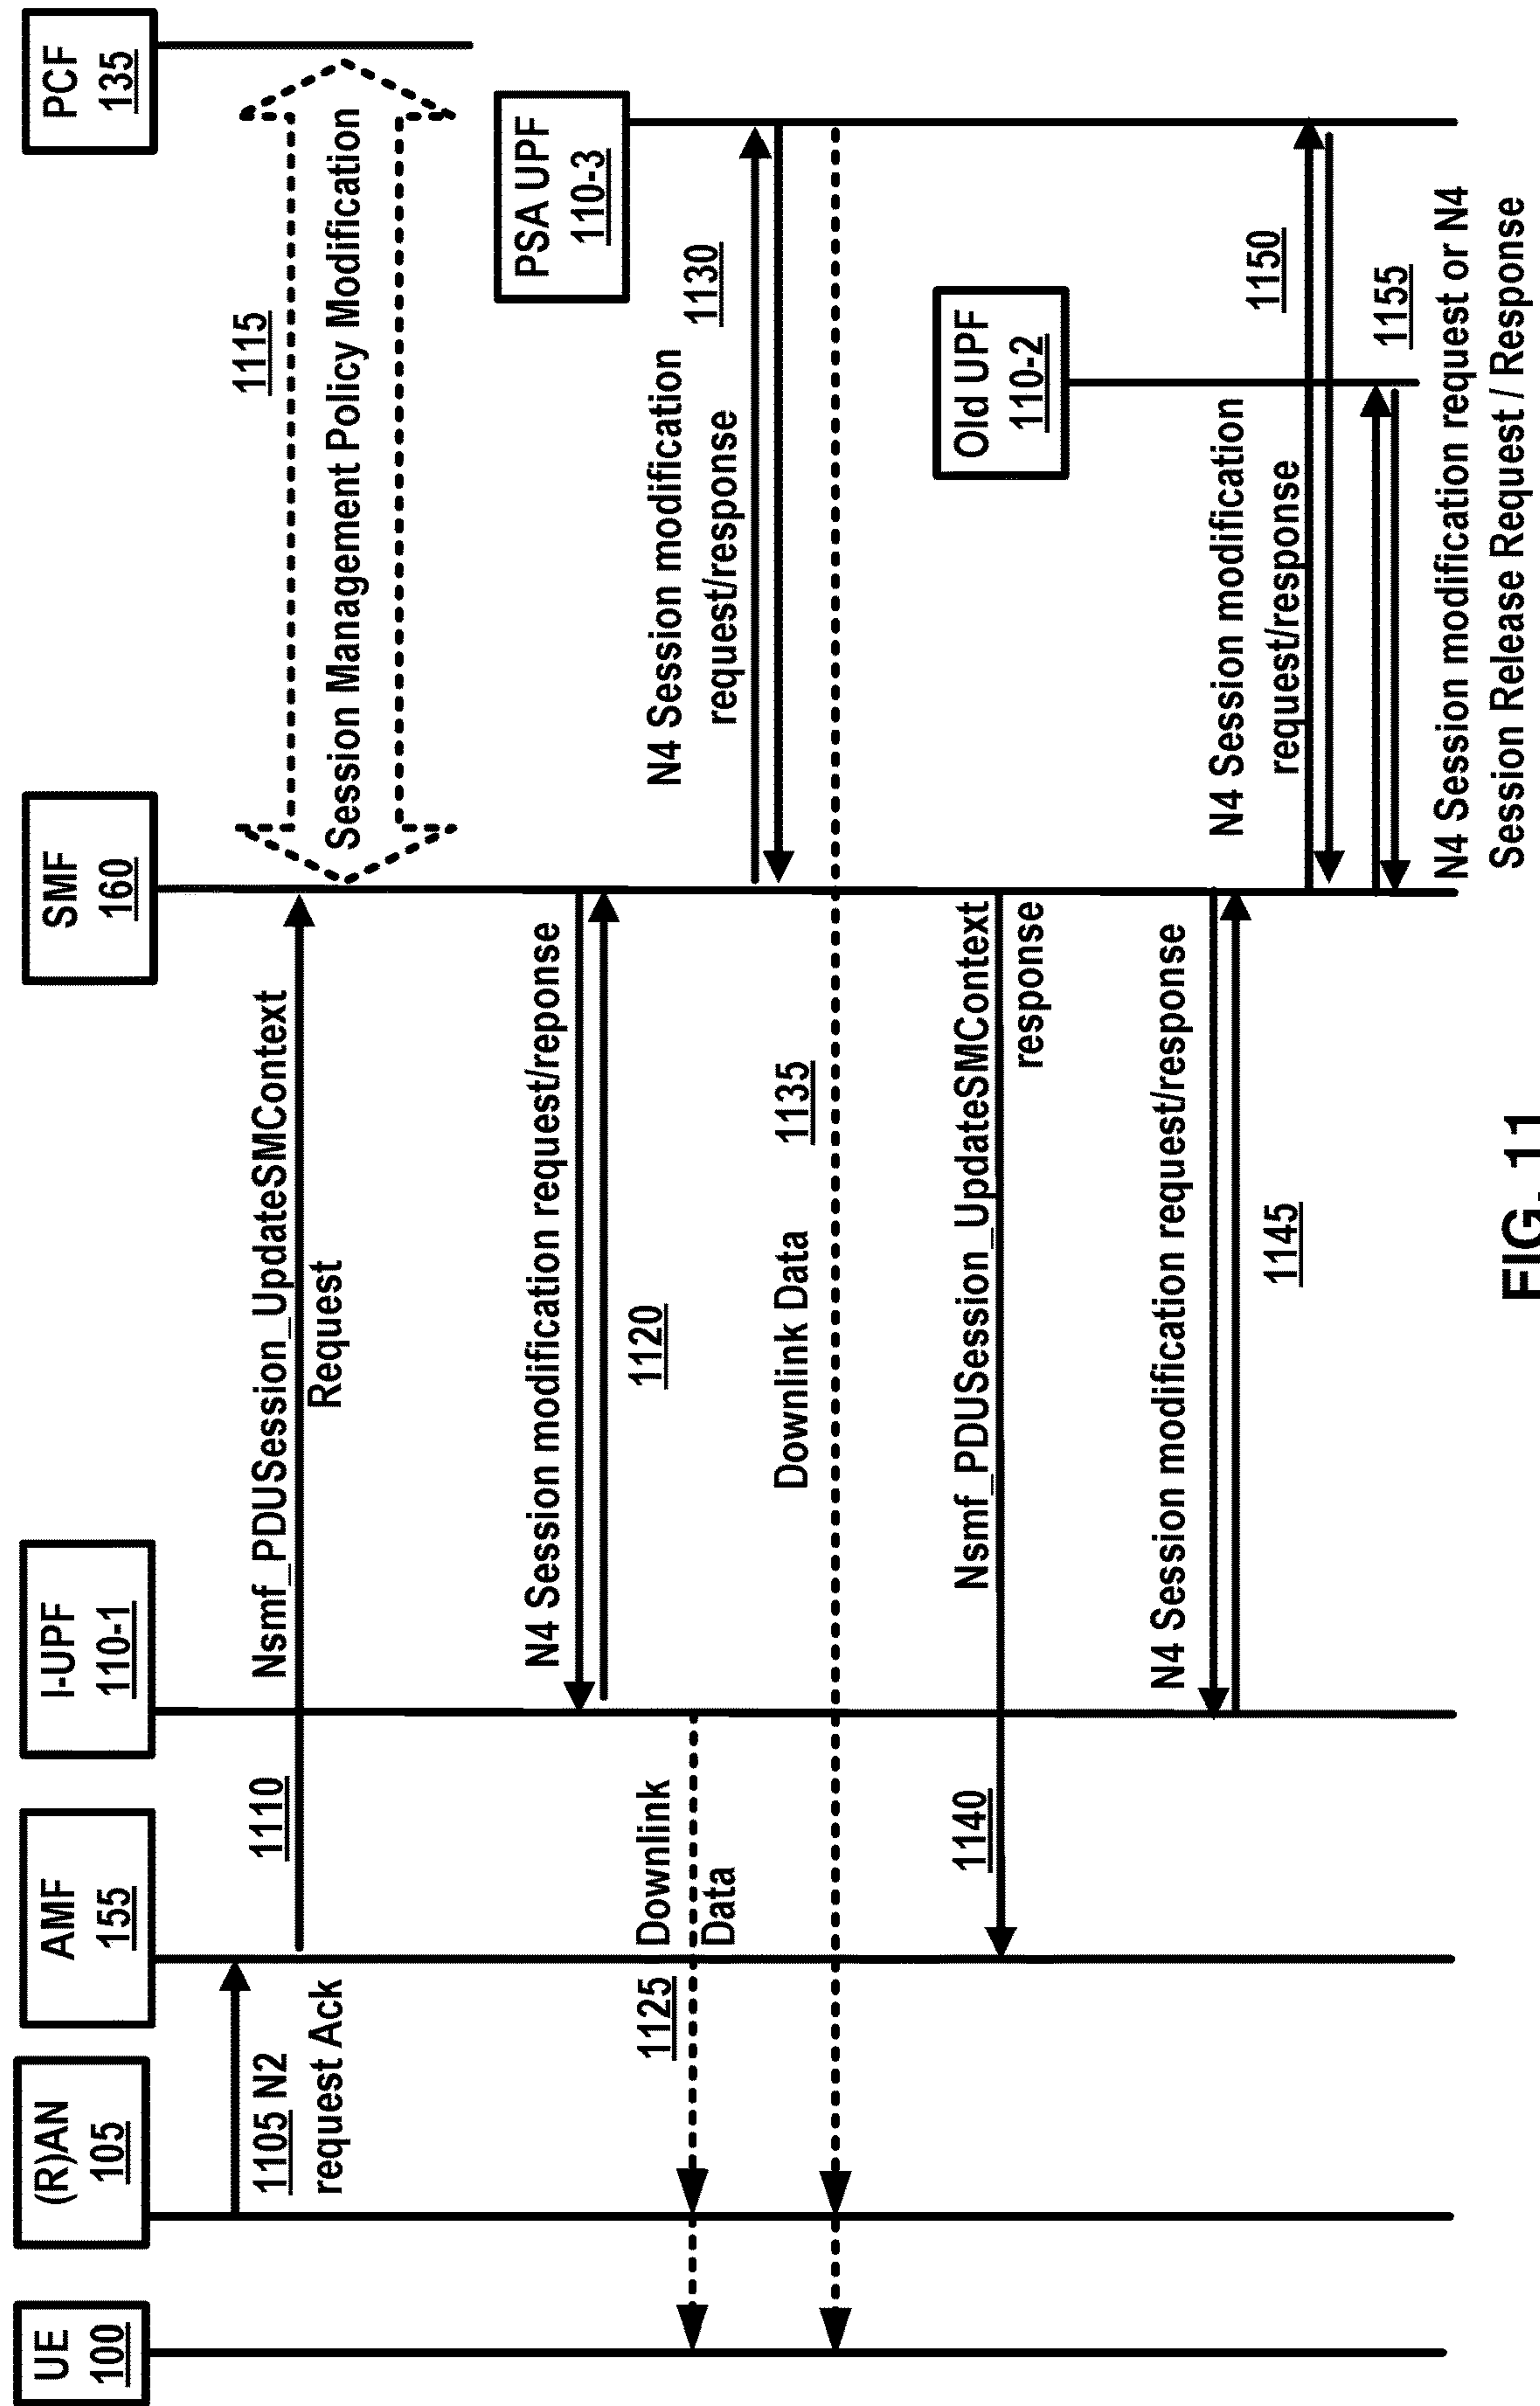 UE
100
(R)AN
105
AMF
155
I-UPF
110-1
SMF
160
PCF
135
1105 N2
request Ack
1110
Nsmf_PDUSession_UpdateSMContext
Request
1115
Session Management Policy Modification
N4 Session modification request/reponse
1120
PSA UPF
110-3
1125
Downlink
Data
N4 Session modification
request/response
1130
Downlink Data
1135
1140
Nsmf_PDUSession_UpdateSMContext
response
Old UPF
110-2
N4 Session modification request/response
1145
N4 Session modification
request/response
1150
1155
N4 Session modification request or N4
Session Release Request / Response
FIG. 11